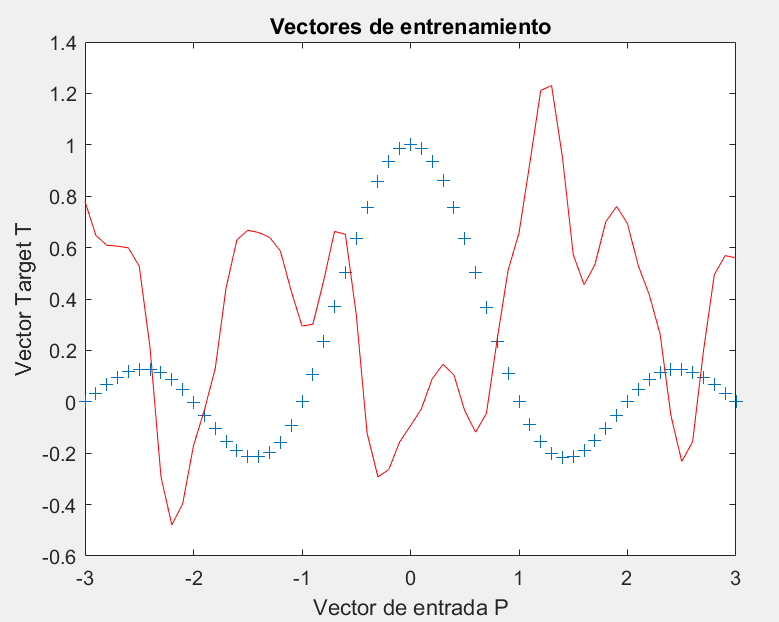 Vectores de entrenamiento
1.4
1.2
1
0.8
0.6
0.4
0.2
0
-0.2
-0.4
-0.6
Vector Target T
-3 -2 -1 0 1 2 3
Vector de entrada P